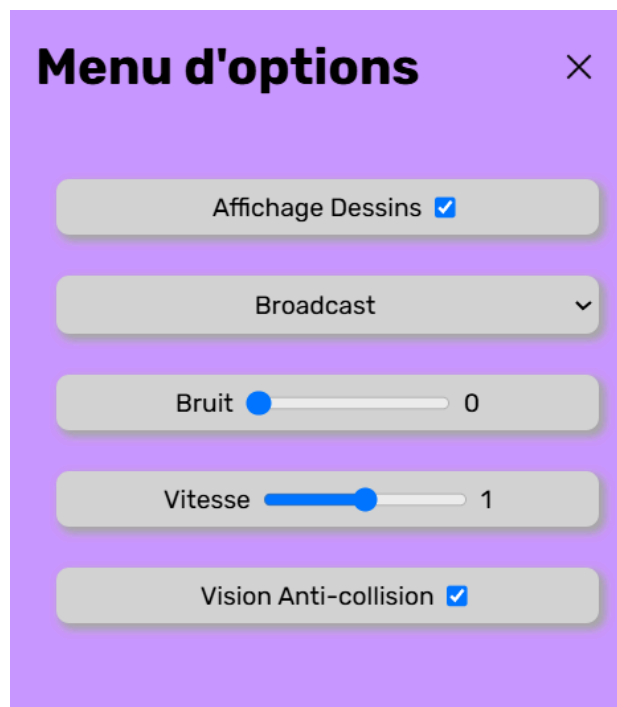 Menu d'options
Affichage Dessins
Broadcast
Bruit 0
Vitesse 1
Vision Anti-collision